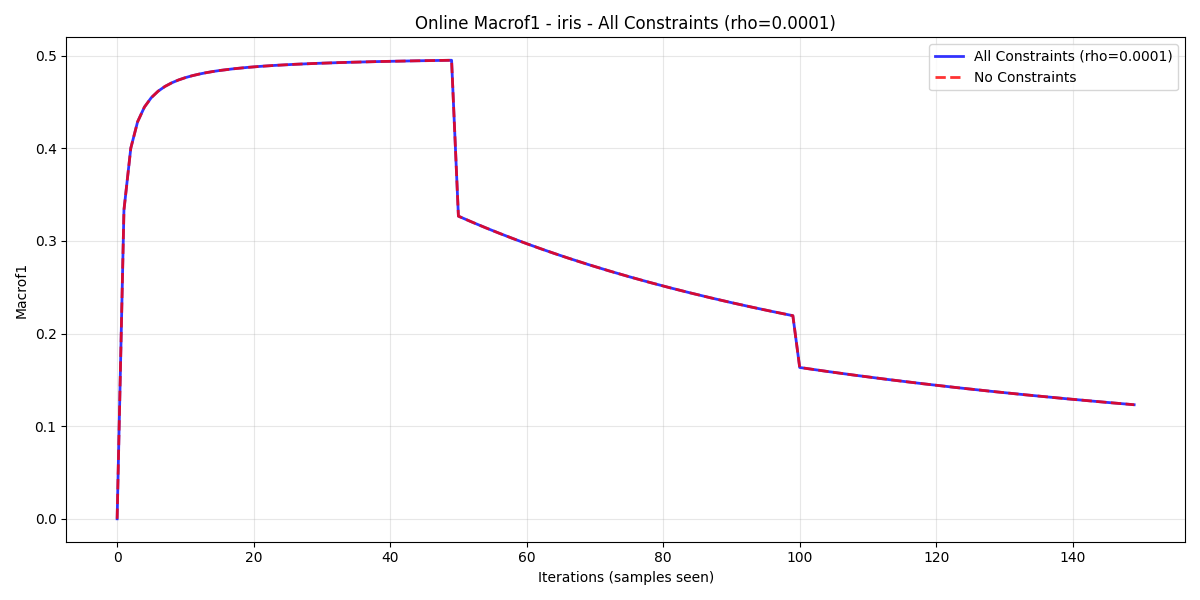 Online Macrof1 - iris - All Constraints (rho=0.0001)
All Constraints (rho=0.0001)
No Constraints
Macrof1
0.5
0.4
0.3
0.2
0.1
0.0
0 20 40 60 80 100 120 140
Iterations (samples seen)